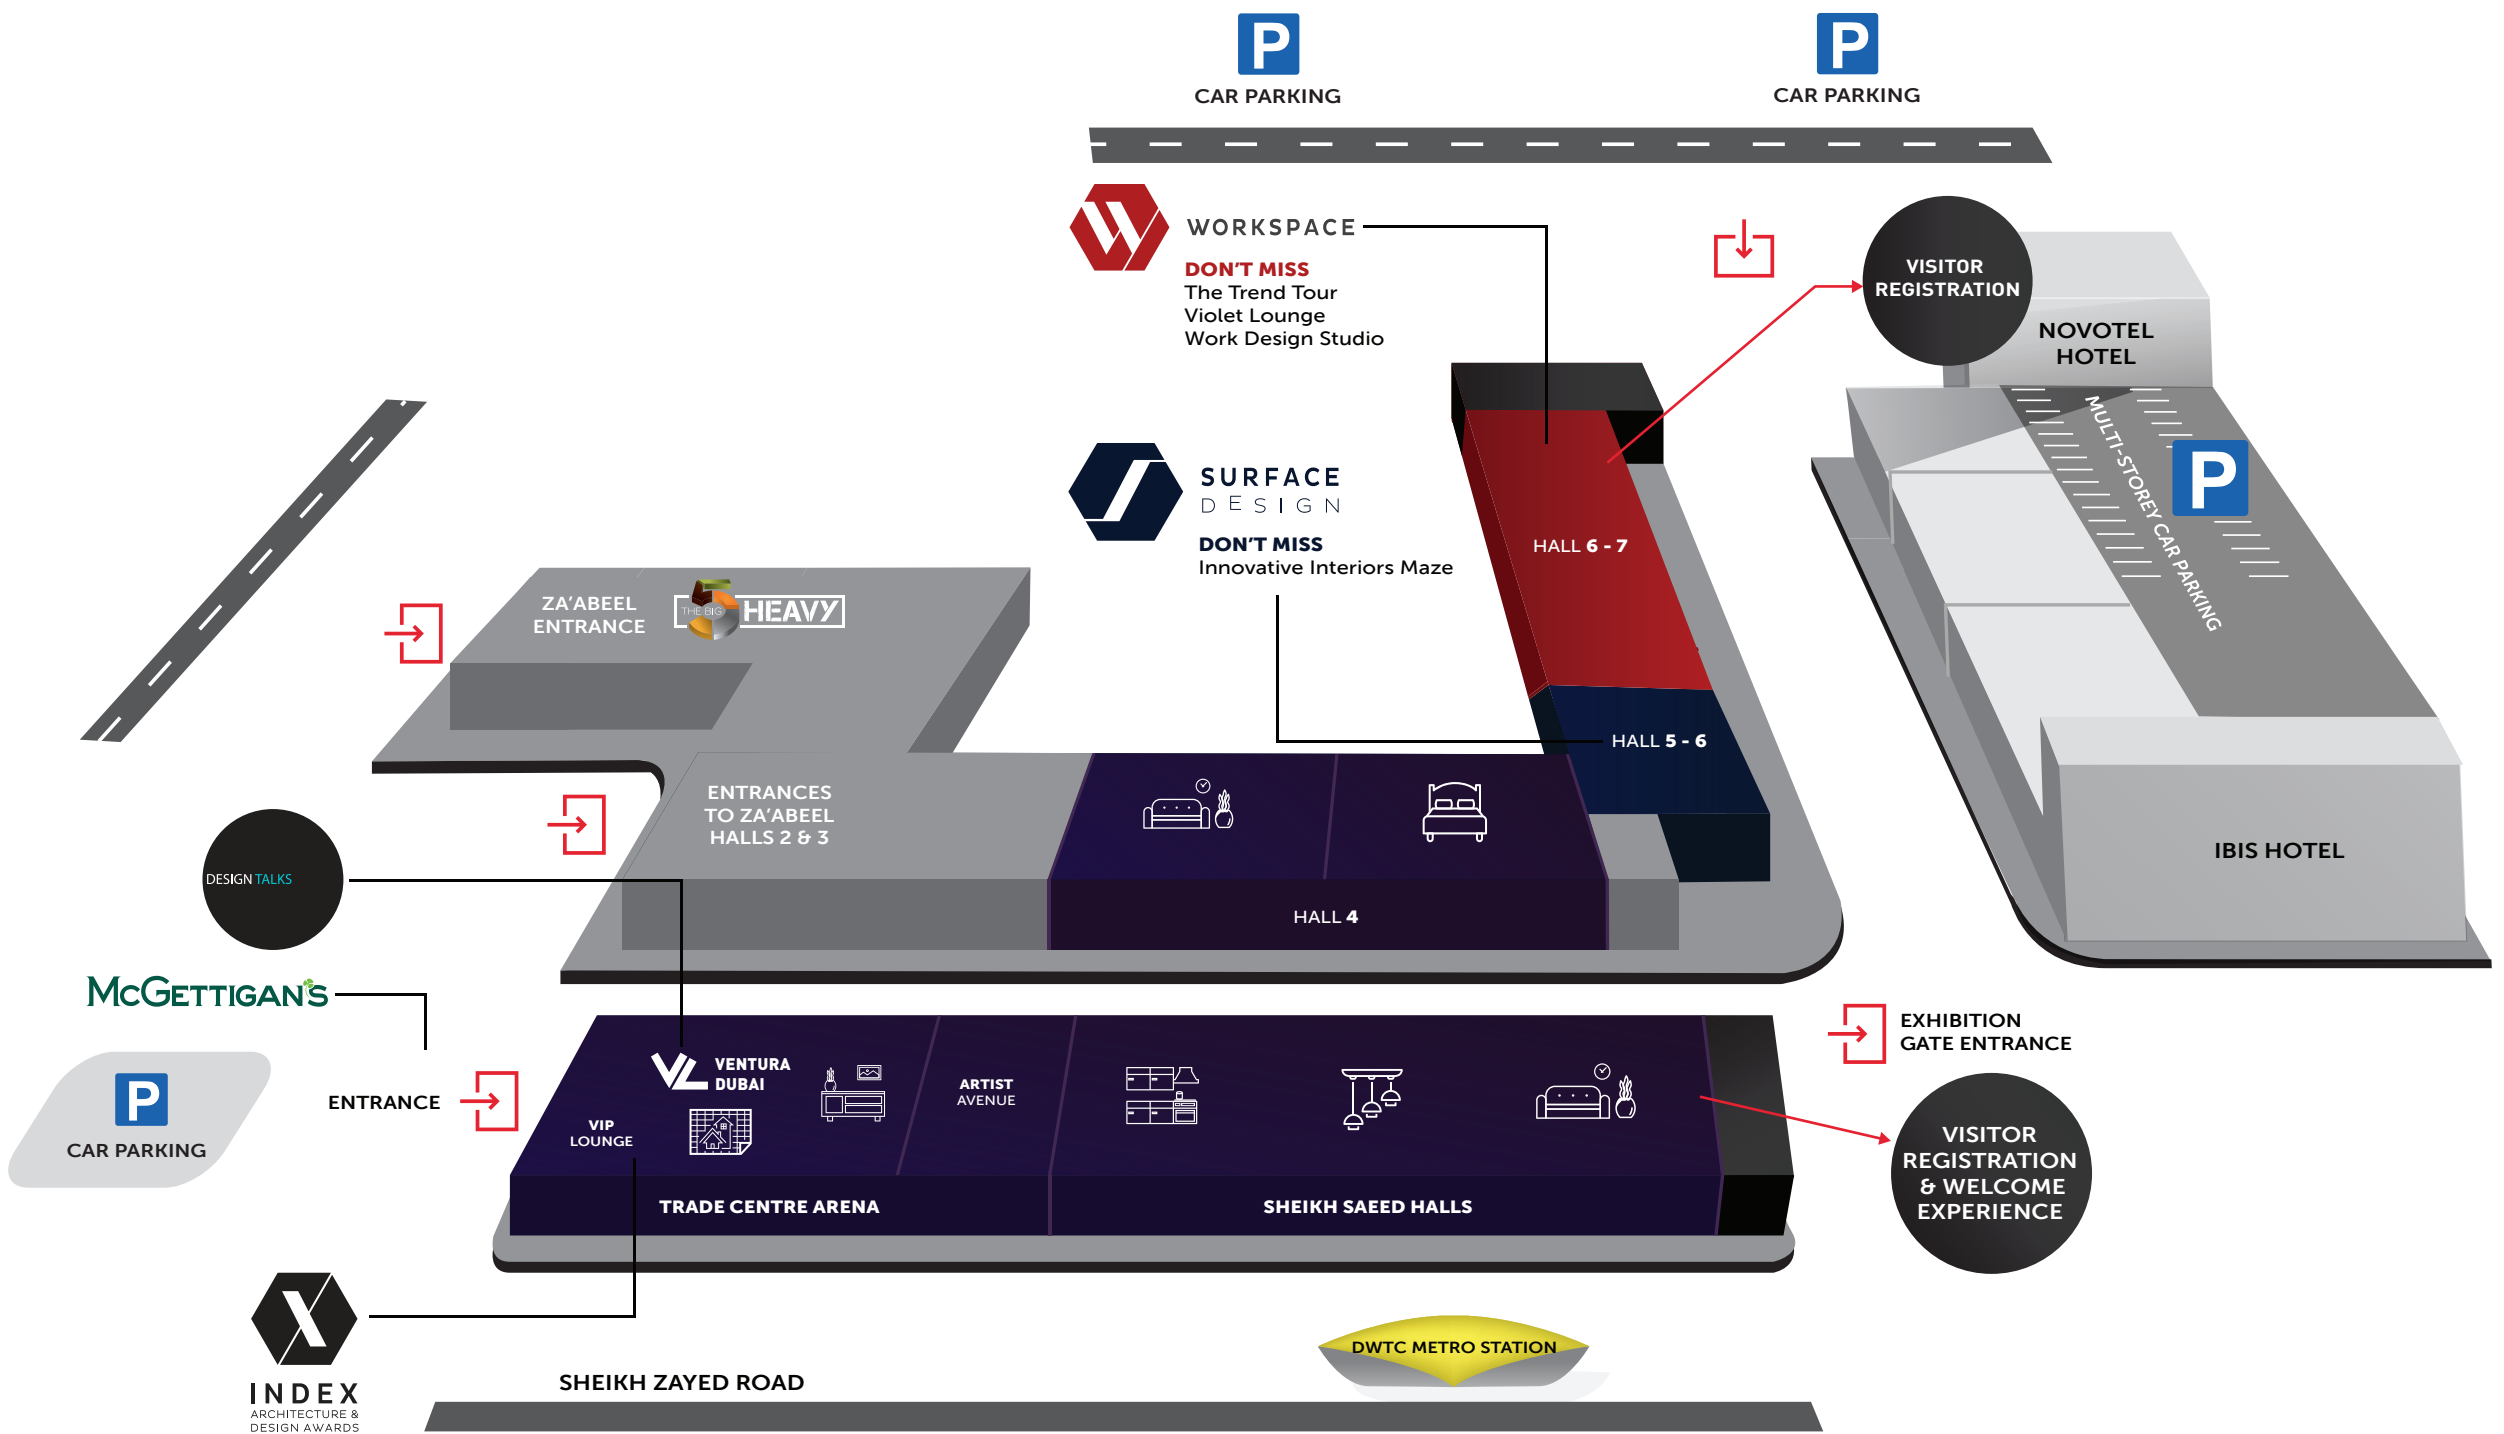 P
CAR PARKING
P
CAR PARKING
WORKSPACE
DON'T MISS
The Trend Tour
Violet Lounge
Work Design Studio
VISITOR
REGISTRATION
NOVOTEL
HOTEL
MULTI-STOREY CAR PARKING
P
SURFACE
DESIGN
DON'T MISS
Innovative Interiors Maze
HALL 6 - 7
ZA'ABEEL
ENTRANCE
THE BIG 5 HEAVY
HALL 5 - 6
ENTRANCES
TO ZA'ABEEL
HALLS 2 & 3
IBIS HOTEL
HALL 4
DESIGN TALKS
McGETTIGAN'S
P
CAR PARKING
ENTRANCE
VENTURA
DUBAI
VIP
LOUNGE
ARTIST
AVENUE
EXHIBITION
GATE ENTRANCE
VISITOR
REGISTRATION
& WELCOME
EXPERIENCE
TRADE CENTRE ARENA
SHEIKH SAEED HALLS
INDEX
ARCHITECTURE &
DESIGN AWARDS
DWTC METRO STATION
SHEIKH ZAYED ROAD